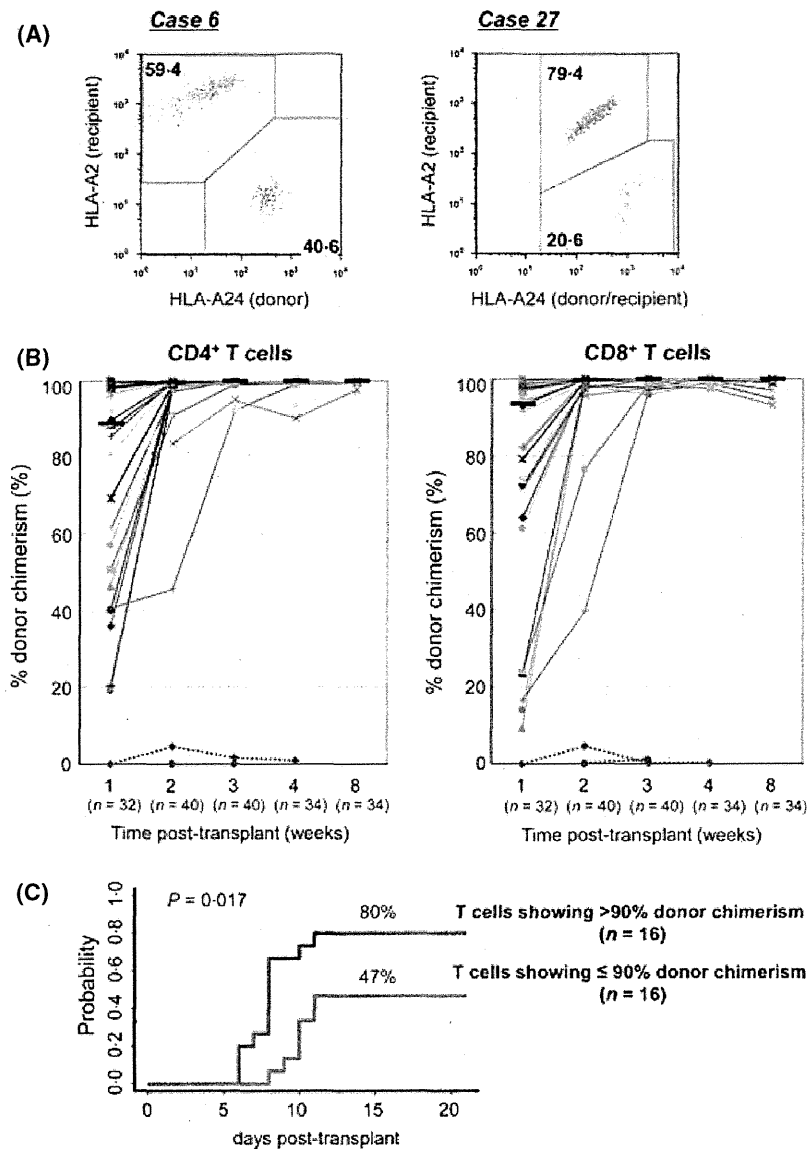 (A)
Case 6
Case 27
59·4
40·6
HLA-A2 (recipient)
10⁰ 10¹ 10² 10³ 10⁴
HLA-A24 (donor)
79·4
20·6
HLA-A2 (recipient)
HLA-A24 (donor/recipient)
(B)
CD4⁺ T cells
% donor chimerism (%)
100
80
60
40
20
0
1 2 3 4 8
(n = 32) (n = 40) (n = 40) (n = 34) (n = 34)
Time post-transplant (weeks)
CD8⁺ T cells
% donor chimerism (%)
100
80
60
40
20
0
1 2 3 4 8
(n = 32) (n = 40) (n = 40) (n = 34) (n = 34)
Time post-transplant (weeks)
(C)
P = 0·017
Probability
0·0 0·2 0·4 0·6 0·8 1·0
80%
T cells showing >90% donor chimerism
(n = 16)
47%
T cells showing ≤ 90% donor chimerism
(n = 16)
0 5 10 15 20
days post-transplant